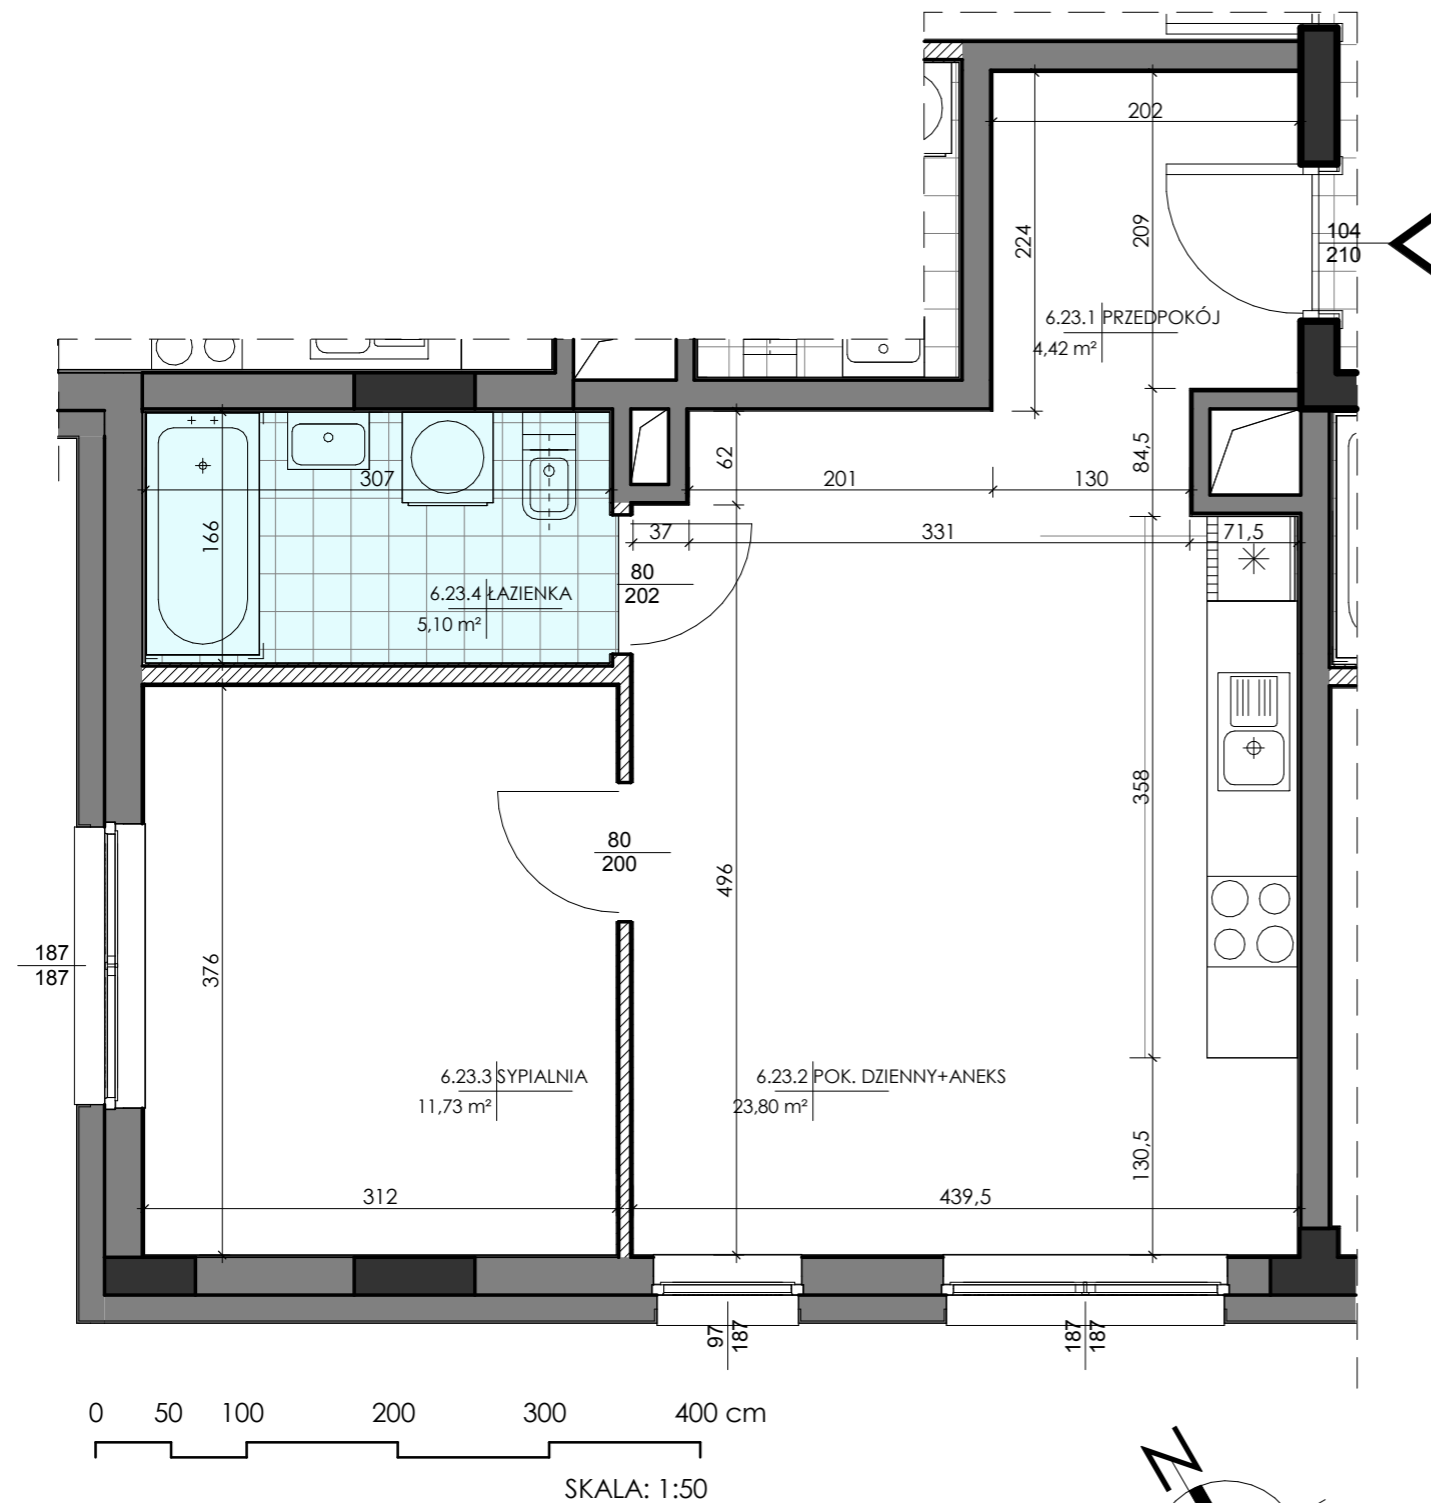 202
224
209
104
210
6.23.1 PRZEDPOKÓJ
4,42 m²
62
84,5
307
201
130
166
37
331
71,5
80
202
6.23.4 ŁAZIENKA
5,10 m²
358
80
200
496
187
187
376
6.23.3 SYPIALNIA
11,73 m²
6.23.2 POK. DZIENNY+ANEKS
23,80 m²
130,5
312
439,5
97
187
187
187
0 50 100 200 300 400 cm
SKALA: 1:50
N